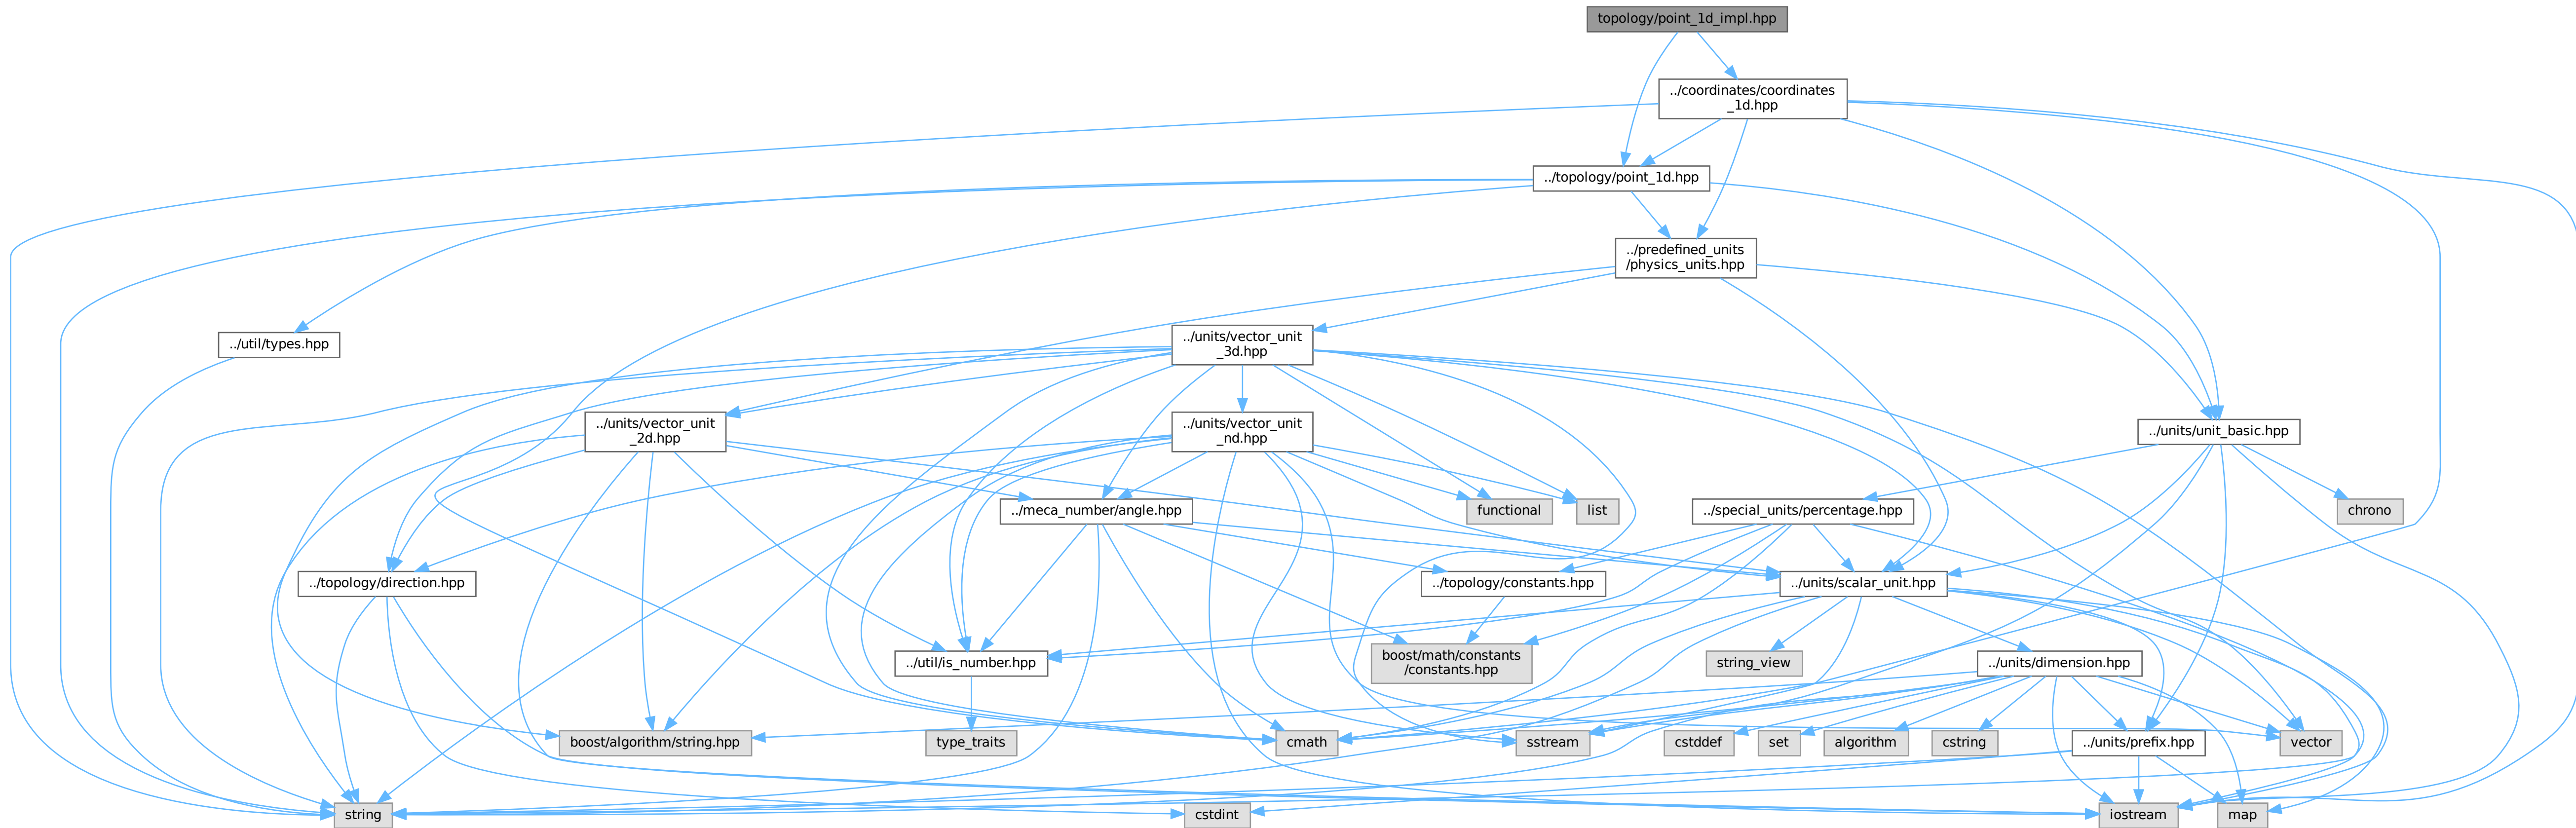 topology/point_1d_impl.hpp
../coordinates/coordinates
_1d.hpp
../topology/point_1d.hpp
../predefined_units
/physics_units.hpp
../util/types.hpp
../units/vector_unit
_3d.hpp
../units/vector_unit
_2d.hpp
../units/vector_unit
_nd.hpp
../units/unit_basic.hpp
../meca_number/angle.hpp
functional
list
../special_units/percentage.hpp
chrono
../topology/direction.hpp
../topology/constants.hpp
../units/scalar_unit.hpp
../util/is_number.hpp
boost/math/constants
/constants.hpp
string_view
../units/dimension.hpp
boost/algorithm/string.hpp
type_traits
cmath
sstream
cstddef
set
algorithm
cstring
../units/prefix.hpp
vector
string
cstdint
iostream
map